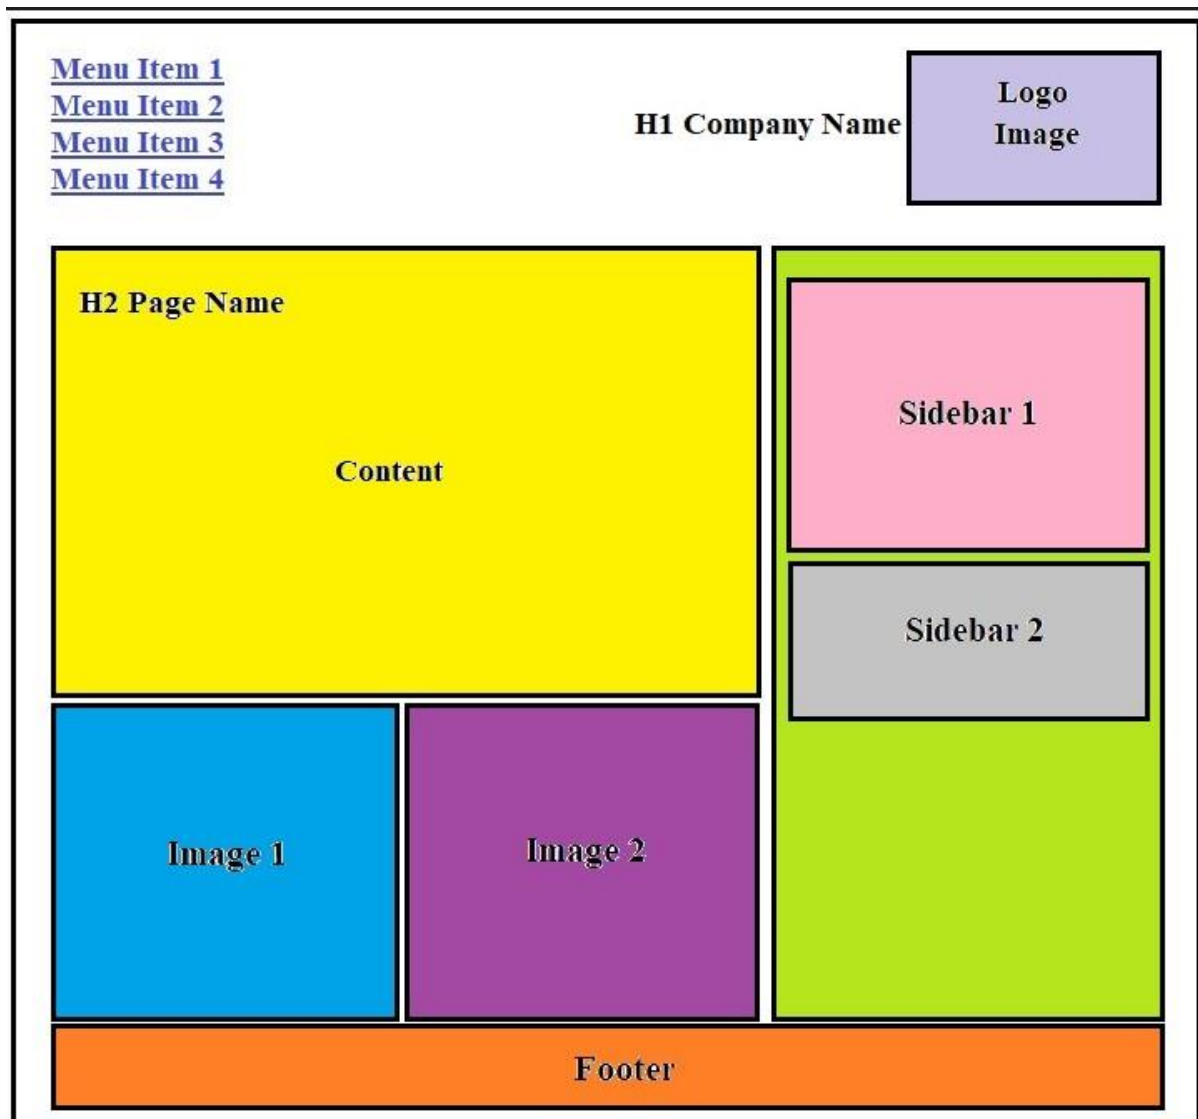 Menu Item 1
Menu Item 2
Menu Item 3
Menu Item 4
H1 Company Name
Logo
Image
H2 Page Name
Content
Sidebar 1
Sidebar 2
Image 1
Image 2
Footer